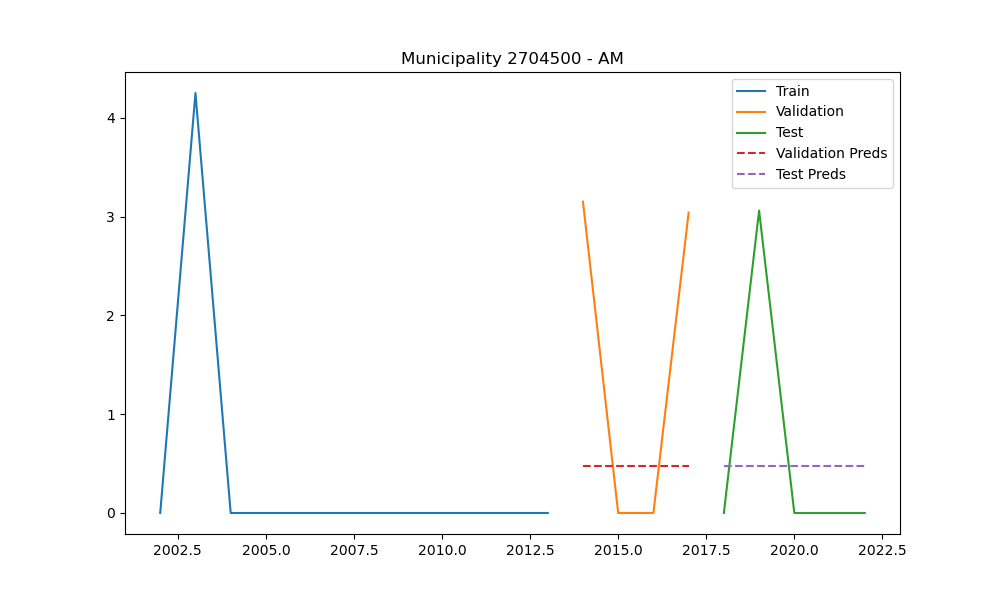 Municipality 2704500 - AM
Train
Validation
Test
Validation Preds
Test Preds
4
3
2
1
0
2002.5 2005.0 2007.5 2010.0 2012.5 2015.0 2017.5 2020.0 2022.5